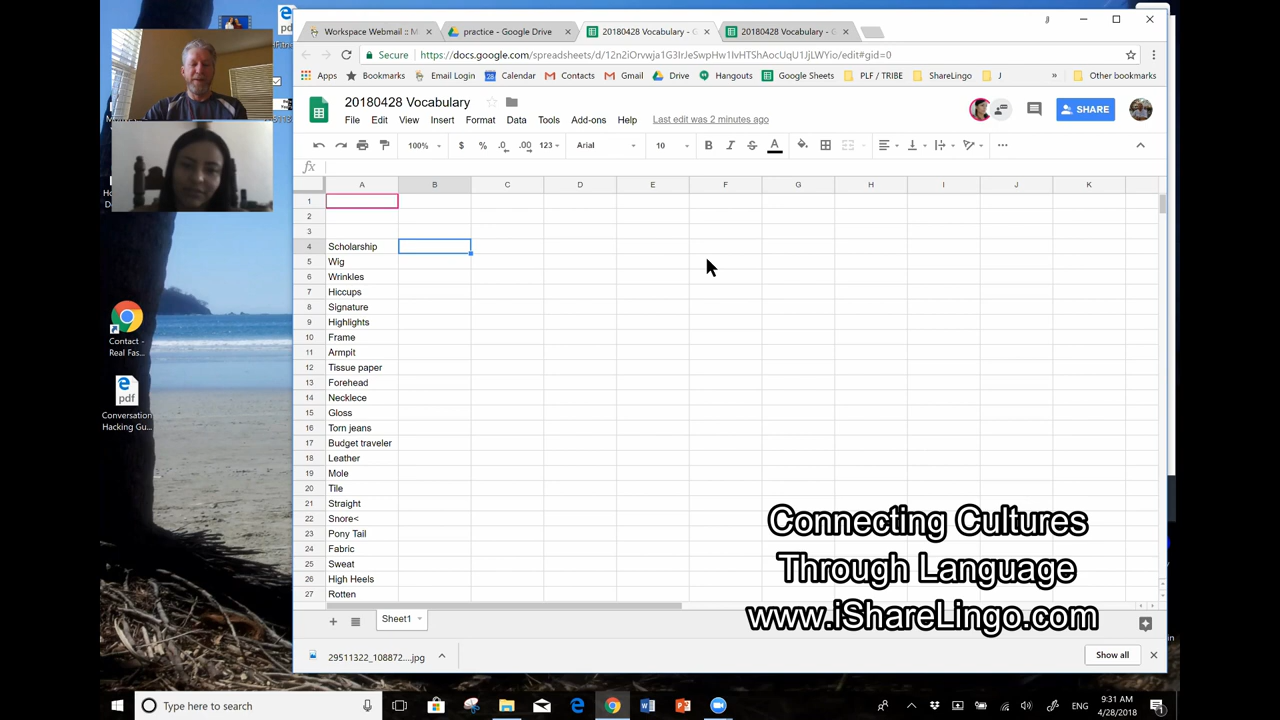 Workspace Webmail :: M
practice - Google Drive
20180428 Vocabulary - G
20180428 Vocabulary - G
Secure
https://docs.google.com/spreadsheets/d/12n2iOrvwja1G3IrJeSwpHw1lvHTShAocUqU1JjLWYio/edit#gid=0
Apps
Bookmarks
Email Login
28
Calendar
Contacts
Gmail
Drive
Hangouts
Google Sheets
PLF / TRIBE
ShareLingo
J
»
Other bookmarks
20180428 Vocabulary
File Edit View Insert Format Data Tools Add-ons Help
Last edit was 2 minutes ago
SHARE
100%
$ % .0 .00 123
Arial
10
B I S A
fx
A B C D E F G H I J K
1
2
3
4 Scholarship
5 Wig
6 Wrinkles
7 Hiccups
8 Signature
9 Highlights
10 Frame
11 Armpit
12 Tissue paper
13 Forehead
14 Necklece
15 Gloss
16 Torn jeans
17 Budget traveler
18 Leather
19 Mole
20 Tile
21 Straight
22 Snore<
23 Pony Tail
24 Fabric
25 Sweat
26 High Heels
27 Rotten
Connecting Cultures
Through Language
www.iShareLingo.com
Sheet1
29511322_108872....jpg
Show all
pdf
Contact -
Real Fas...
pdf
Conversation
Hacking Gu...
Type here to search
ENG
9:31 AM
4/28/2018